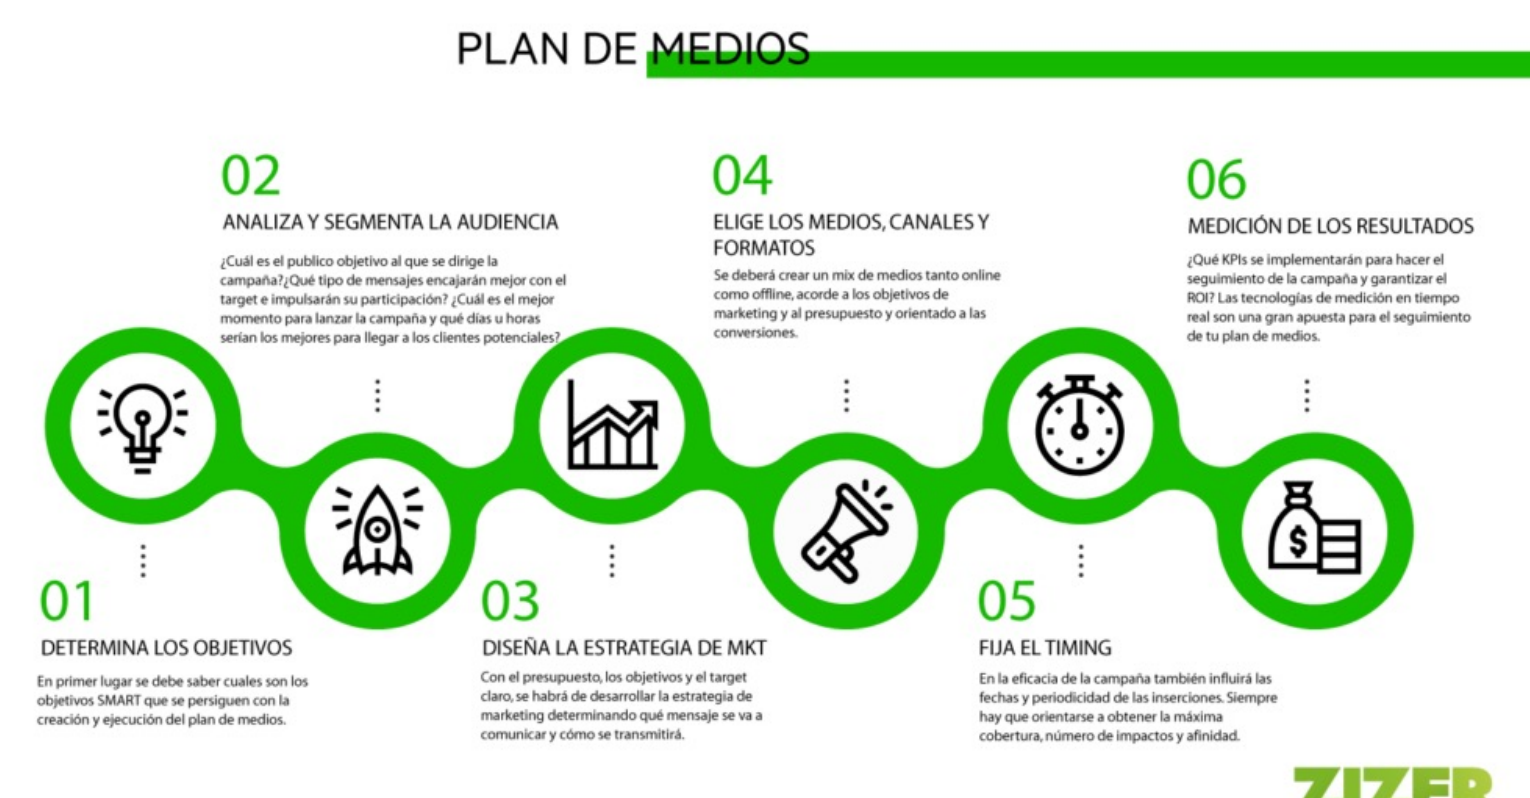 PLAN DE MEDIOS
01
DETERMINA LOS OBJETIVOS
En primer lugar se debe saber cuales son los
objetivos SMART que se persiguen con la
creación y ejecución del plan de medios.
02
ANALIZA Y SEGMENTA LA AUDIENCIA
¿Cuál es el publico objetivo al que se dirige la
campaña?¿Qué tipo de mensajes encajarán mejor con el
target e impulsarán su participación? ¿Cuál es el mejor
momento para lanzar la campaña y qué días u horas
serían los mejores para llegar a los clientes potenciales?
03
DISEÑA LA ESTRATEGIA DE MKT
Con el presupuesto, los objetivos y el target
claro, se habrá de desarrollar la estrategia de
marketing determinando qué mensaje se va a
comunicar y cómo se transmitirá.
04
ELIGE LOS MEDIOS, CANALES Y
FORMATOS
Se deberá crear un mix de medios tanto online
como offline, acorde a los objetivos de
marketing y al presupuesto y orientado a las
conversiones.
05
FIJA EL TIMING
En la eficacia de la campaña también influirá las
fechas y periodicidad de las inserciones. Siempre
hay que orientarse a obtener la máxima
cobertura, número de impactos y afinidad.
06
MEDICIÓN DE LOS RESULTADOS
¿Qué KPIs se implementarán para hacer el
seguimiento de la campaña y garantizar el
ROI? Las tecnologías de medición en tiempo
real son una gran apuesta para el seguimiento
de tu plan de medios.
$
ZIZER